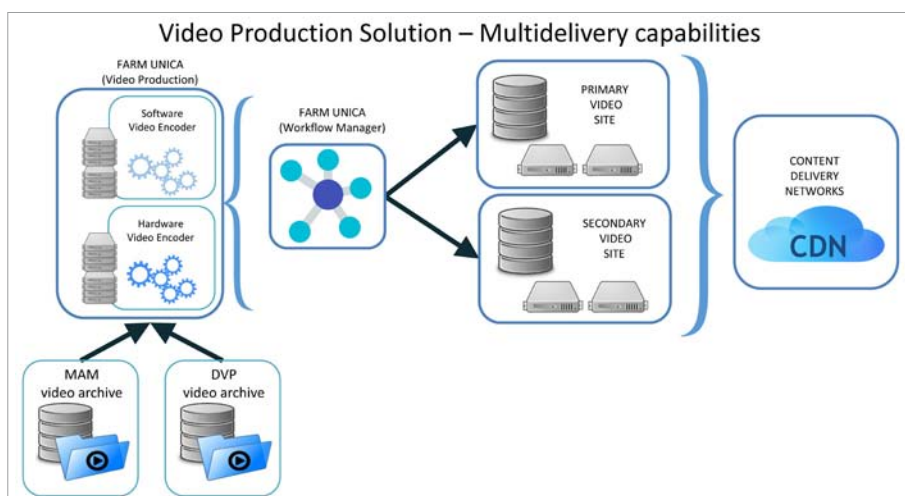 Video Production Solution – Multidelivery capabilities
FARM UNICA
(Video Production)
Software
Video Encoder
Hardware
Video Encoder
MAM
video archive
DVP
video archive
FARM UNICA
(Workflow Manager)
PRIMARY
VIDEO
SITE
SECONDARY
VIDEO
SITE
CONTENT
DELIVERY
NETWORKS
CDN